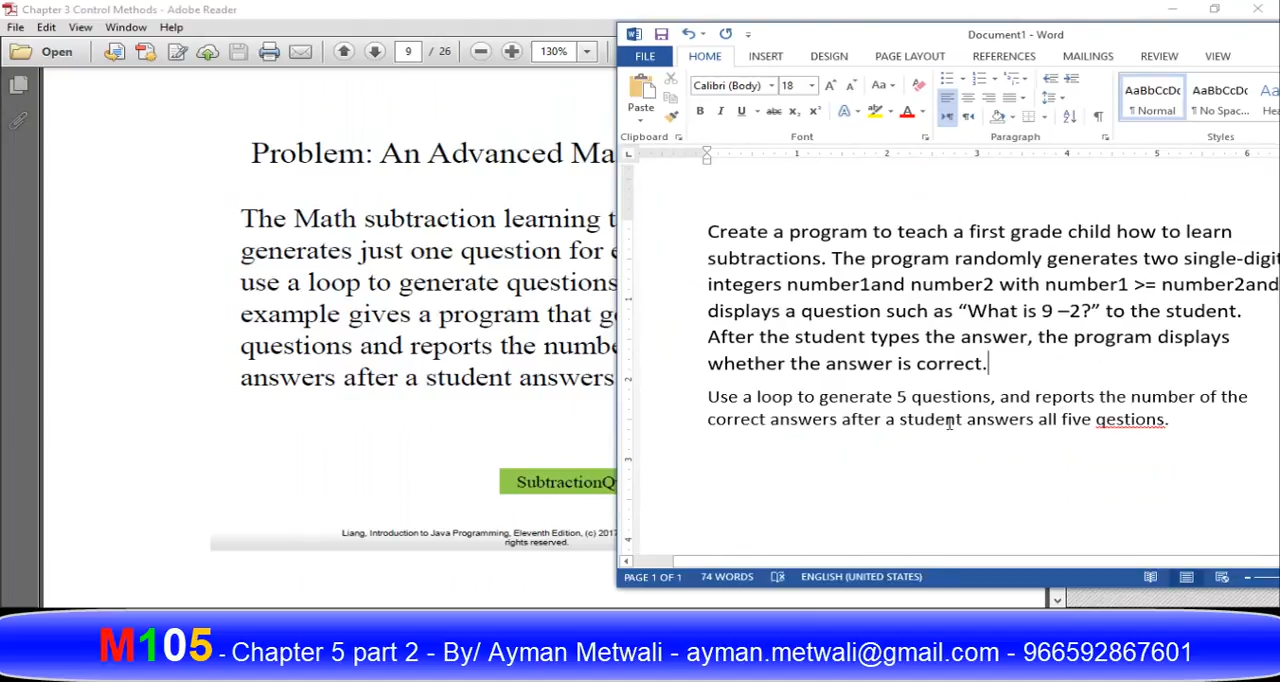 Chapter 3 Control Methods - Adobe Reader
File Edit View Window Help
Open 9 / 26 130%
Problem: An Advanced Ma
The Math subtraction learning t
generates just one question for e
use a loop to generate questions
example gives a program that ge
questions and reports the numbe
answers after a student answers
SubtractionQ
Liang, Introduction to Java Programming, Eleventh Edition, (c) 2017
rights reserved.
Document1 - Word
FILE HOME INSERT DESIGN PAGE LAYOUT REFERENCES MAILINGS REVIEW VIEW
Calibri (Body) 18
Paste
AaBbCcDc AaBbCcDc
¶ Normal ¶ No Spac... Hea
Clipboard Font Paragraph Styles
1 2 3 4 5 6
Create a program to teach a first grade child how to learn
subtractions. The program randomly generates two single-digit
integers number1and number2 with number1 >= number2and
displays a question such as “What is 9 –2?” to the student.
After the student types the answer, the program displays
whether the answer is correct.
Use a loop to generate 5 questions, and reports the number of the
correct answers after a student answers all five qestions.
PAGE 1 OF 1 74 WORDS ENGLISH (UNITED STATES)
M105 - Chapter 5 part 2 - By/ Ayman Metwali - ayman.metwali@gmail.com - 966592867601